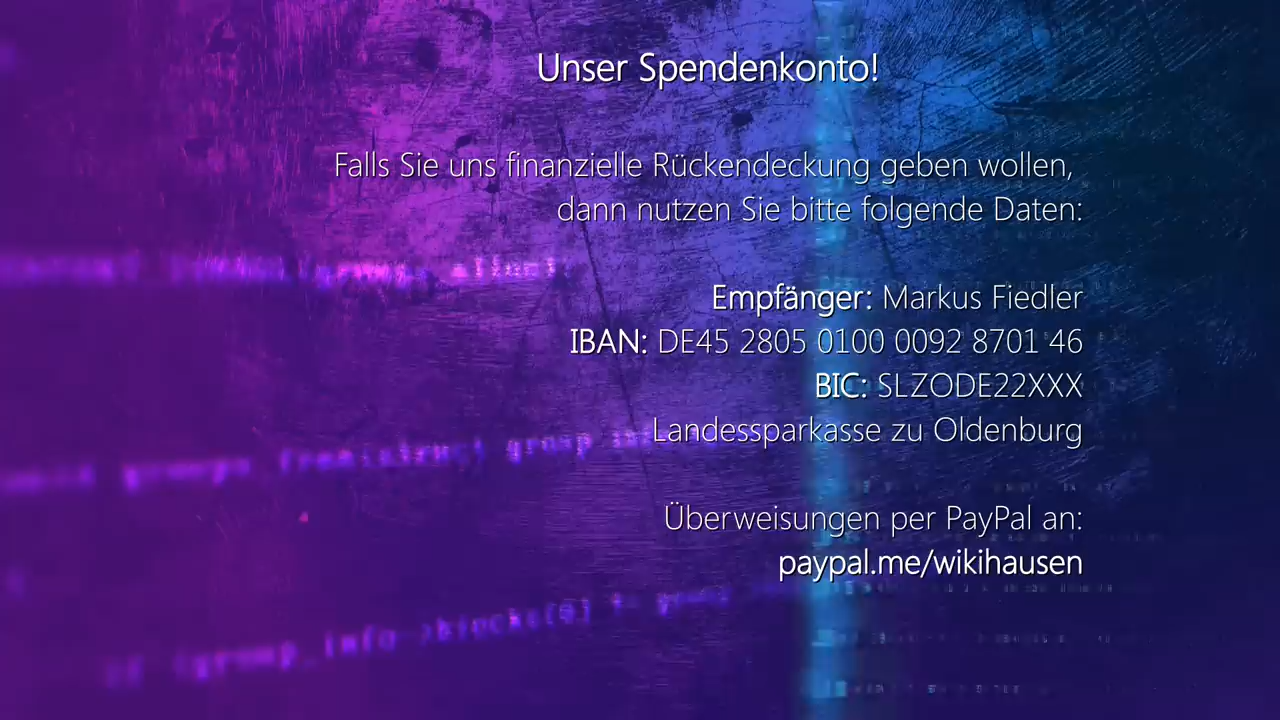 Unser Spendenkonto!
Falls Sie uns finanzielle Rückendeckung geben wollen,
dann nutzen Sie bitte folgende Daten:
Empfänger: Markus Fiedler
IBAN: DE45 2805 0100 0092 8701 46
BIC: SLZODE22XXX
Landessparkasse zu Oldenburg
Überweisungen per PayPal an:
paypal.me/wikihausen